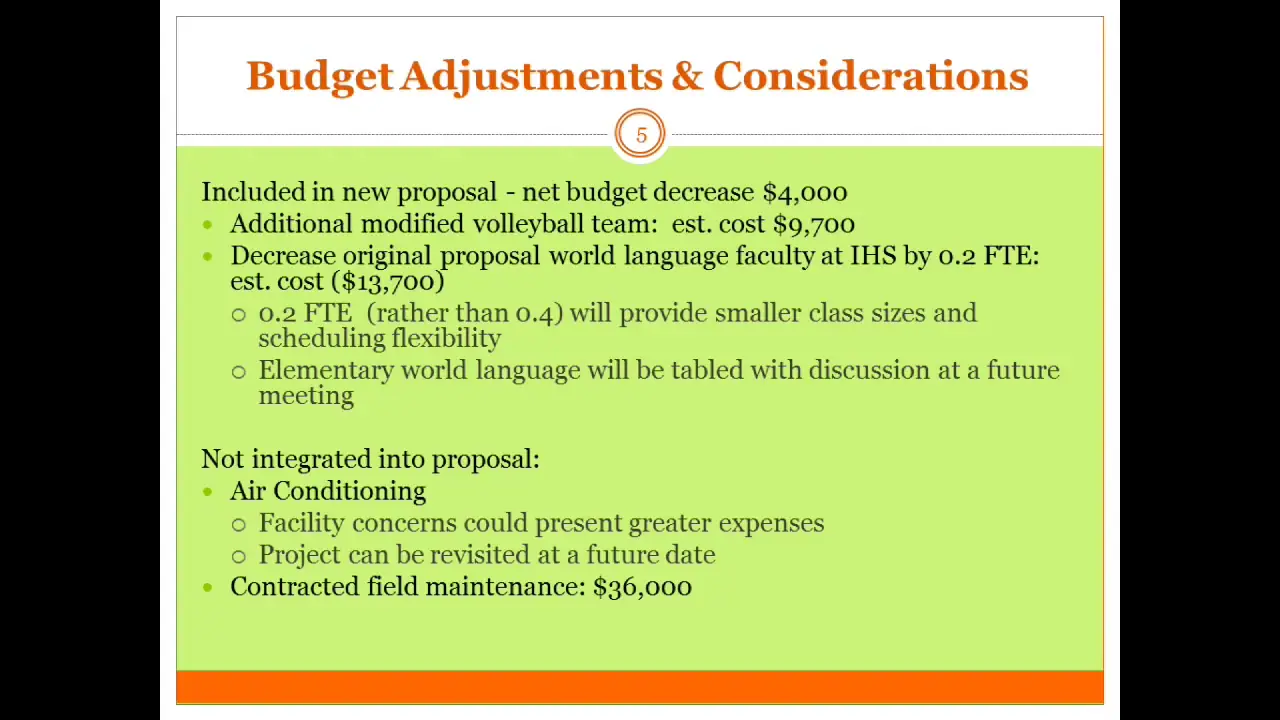 Budget Adjustments & Considerations
5
Included in new proposal - net budget decrease $4,000
• Additional modified volleyball team:  est. cost $9,700
• Decrease original proposal world language faculty at IHS by 0.2 FTE:
est. cost ($13,700)
○ 0.2 FTE  (rather than 0.4) will provide smaller class sizes and
scheduling flexibility
○ Elementary world language will be tabled with discussion at a future
meeting
Not integrated into proposal:
• Air Conditioning
○ Facility concerns could present greater expenses
○ Project can be revisited at a future date
• Contracted field maintenance: $36,000